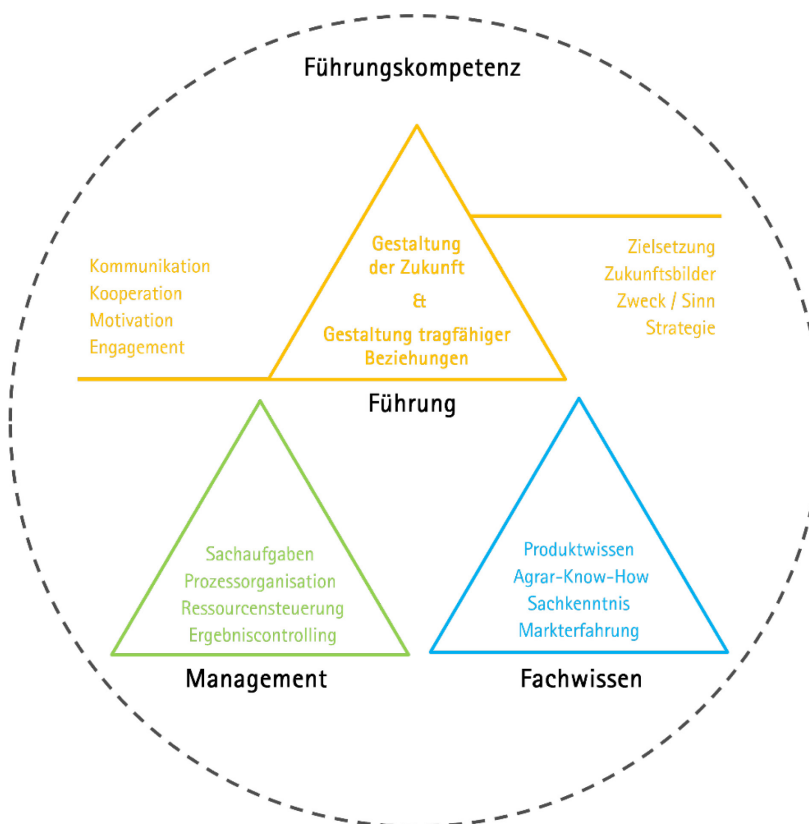 Führungskompetenz
Kommunikation
Kooperation
Motivation
Engagement
Gestaltung
der Zukunft
&
Gestaltung tragfähiger
Beziehungen
Zielsetzung
Zukunftsbilder
Zweck / Sinn
Strategie
Führung
Sachaufgaben
Prozessorganisation
Ressourcensteuerung
Ergebniscontrolling
Management
Produktwissen
Agrar-Know-How
Sachkenntnis
Markterfahrung
Fachwissen